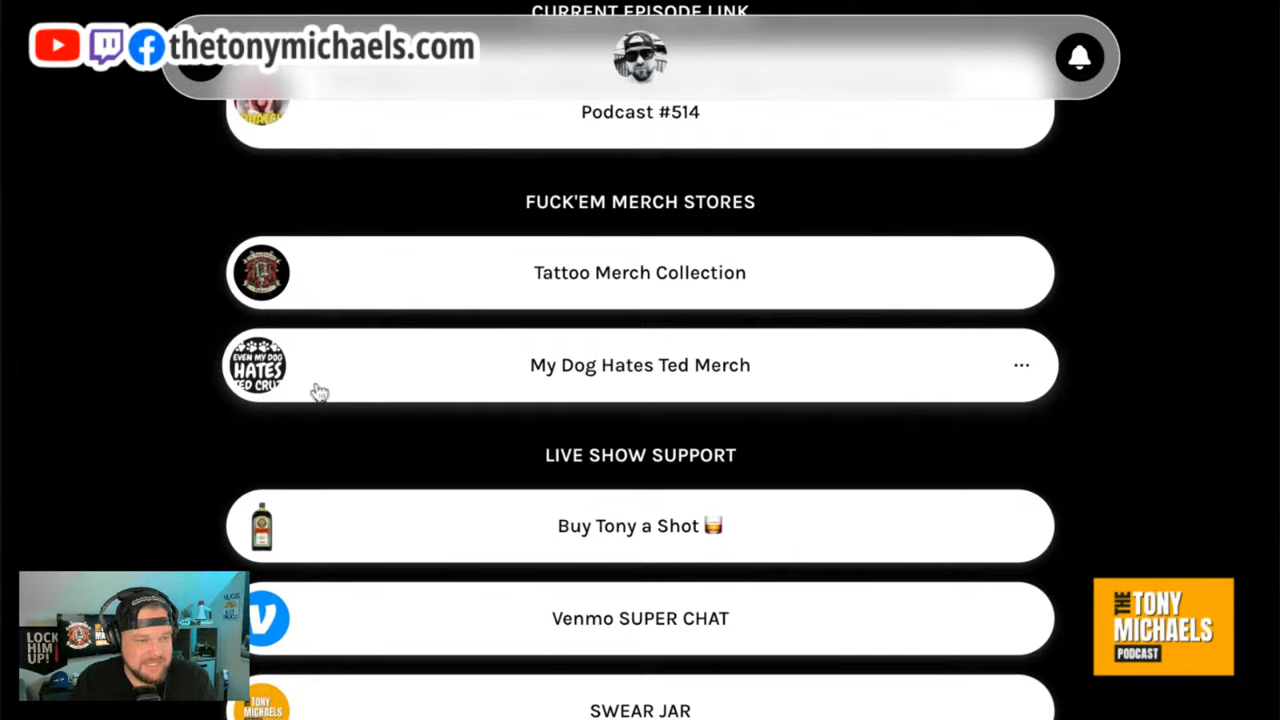 CURRENT EPISODE LINK
thetonymichaels.com
Podcast #514
FUCK'EM MERCH STORES
Tattoo Merch Collection
EVEN MY DOG
HATES
TED CRUZ
My Dog Hates Ted Merch
...
LIVE SHOW SUPPORT
Buy Tony a Shot
Venmo SUPER CHAT
SWEAR JAR
THE TONY
MICHAELS
PODCAST
LOCK
HIM
UP!
TONY
MICHAELS